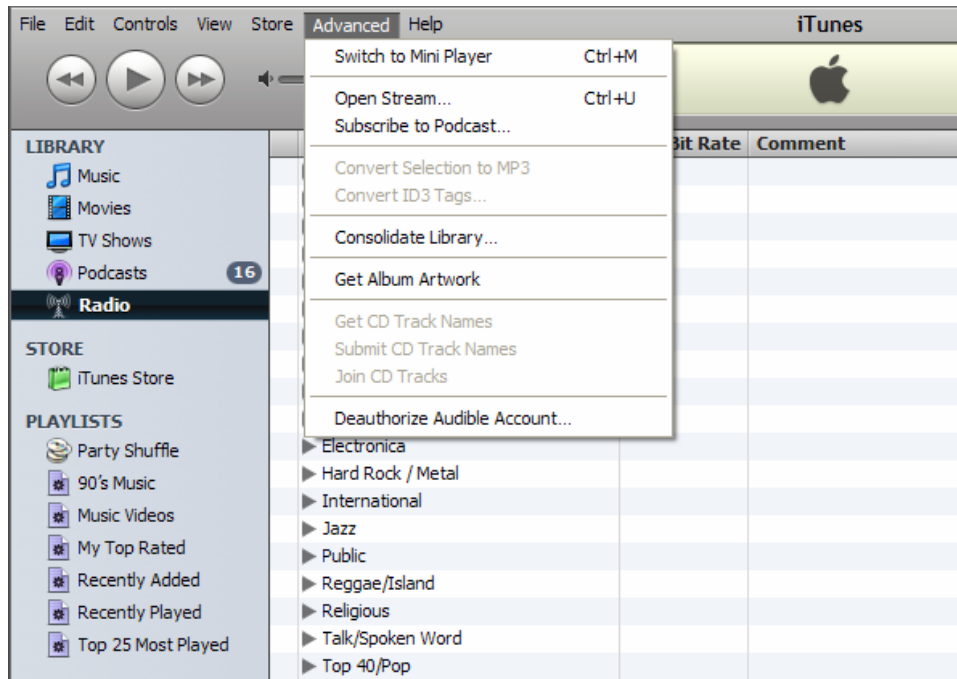 File Edit Controls View Store Advanced Help iTunes
Switch to Mini Player Ctrl+M
Open Stream... Ctrl+U
Subscribe to Podcast...
Convert Selection to MP3
Convert ID3 Tags...
Consolidate Library...
Get Album Artwork
Get CD Track Names
Submit CD Track Names
Join CD Tracks
Deauthorize Audible Account...
LIBRARY
Music
Movies
TV Shows
Podcasts 16
Radio
STORE
iTunes Store
PLAYLISTS
Party Shuffle
90's Music
Music Videos
My Top Rated
Recently Added
Recently Played
Top 25 Most Played
Bit Rate Comment
Electronica
Hard Rock / Metal
International
Jazz
Public
Reggae/Island
Religious
Talk/Spoken Word
Top 40/Pop